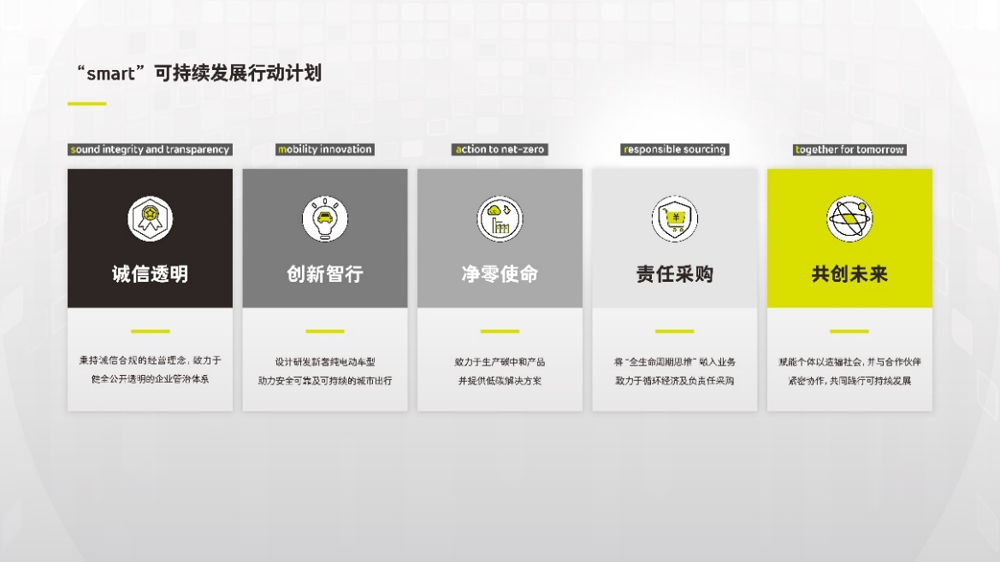 “smart”可持续发展行动计划
sound integrity and transparency
诚信透明
秉持诚信合规的经营理念，致力于
健全公开透明的企业管治体系
mobility innovation
创新智行
设计研发新奢纯电动车型
动力安全可靠及可持续的城市出行
action to net-zero
净零使命
致力于生产碳中和产品
并提供低碳解决方案
responsible sourcing
¥
责任采购
将“全生命周期思维”融入业务
致力于循环经济及负责任采购
together for tomorrow
共创未来
赋能个体以造福社会，并与合作伙伴
紧密协作，共同践行可持续发展